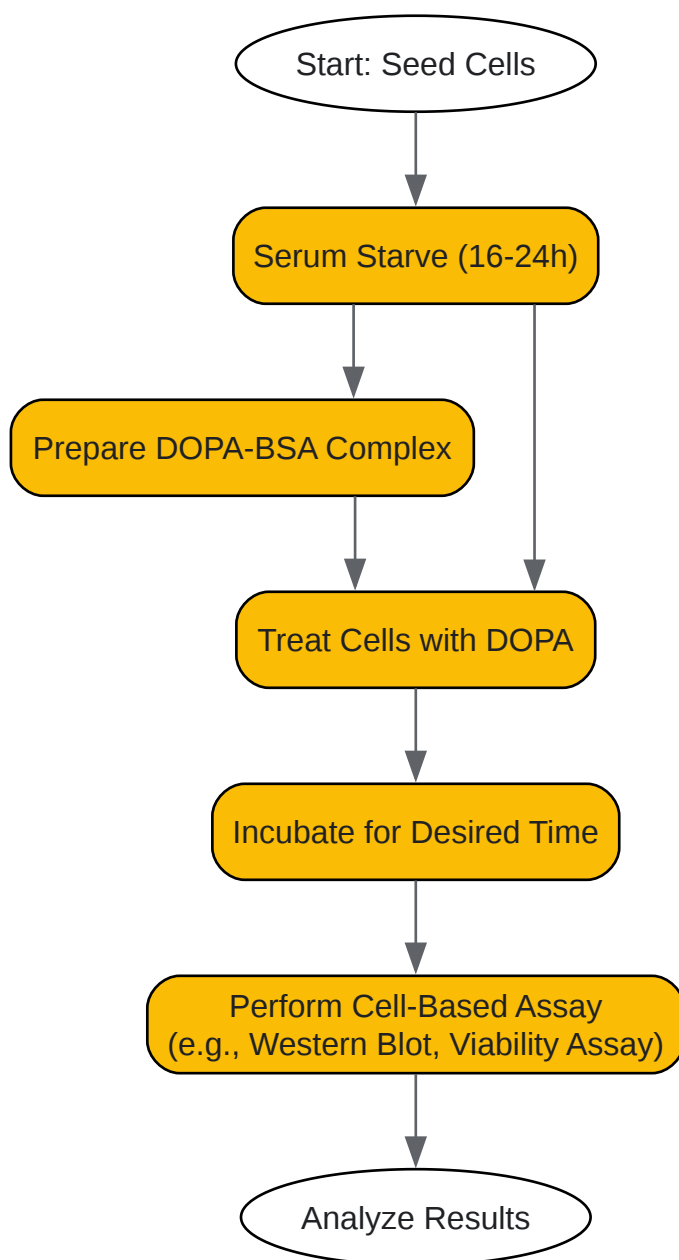 Start: Seed Cells
Serum Starve (16-24h)
Prepare DOPA-BSA Complex
Treat Cells with DOPA
Incubate for Desired Time
Perform Cell-Based Assay
(e.g., Western Blot, Viability Assay)
Analyze Results